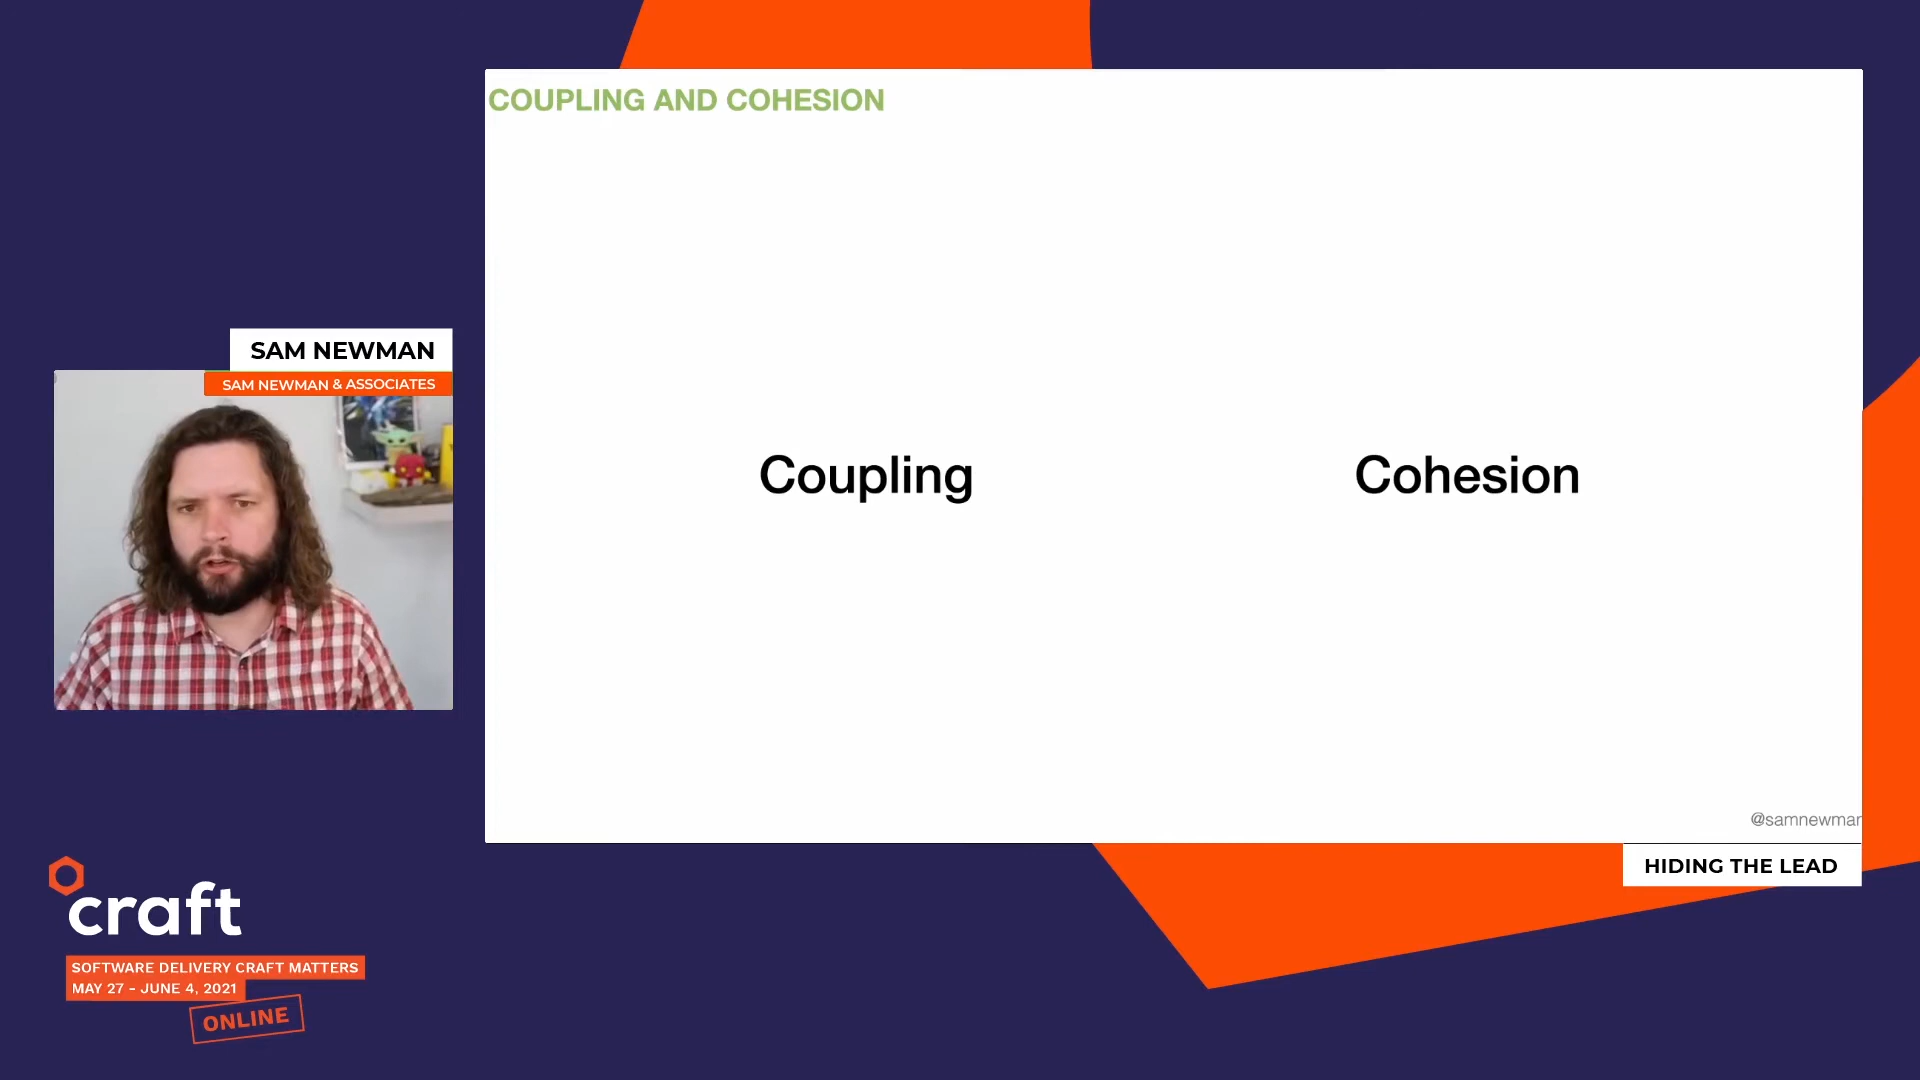 COUPLING AND COHESION
Coupling
Cohesion
@samnewman
SAM NEWMAN
SAM NEWMAN & ASSOCIATES
HIDING THE LEAD
craft
SOFTWARE DELIVERY CRAFT MATTERS
MAY 27 - JUNE 4, 2021
ONLINE